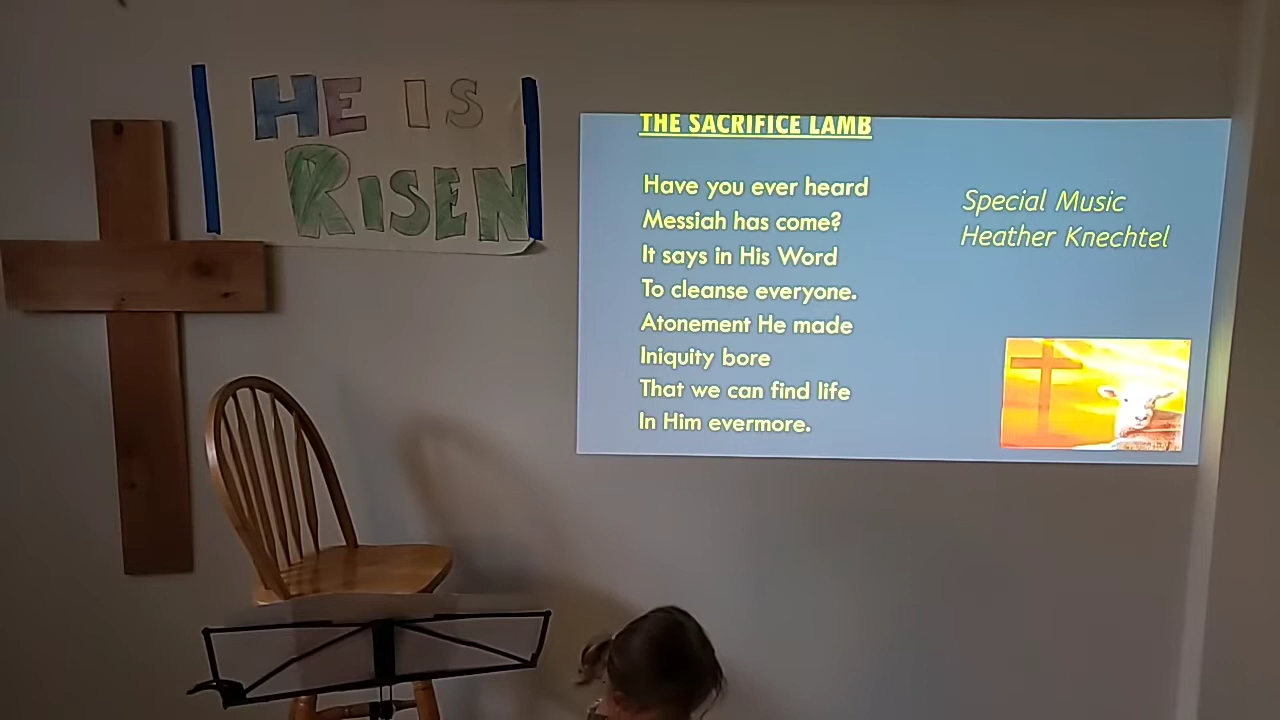 HE IS
RISEN
THE SACRIFICE LAMB
Have you ever heard
Messiah has come?
It says in His Word
To cleanse everyone.
Atonement He made
Iniquity bore
That we can find life
In Him evermore.
Special Music
Heather Knechtel